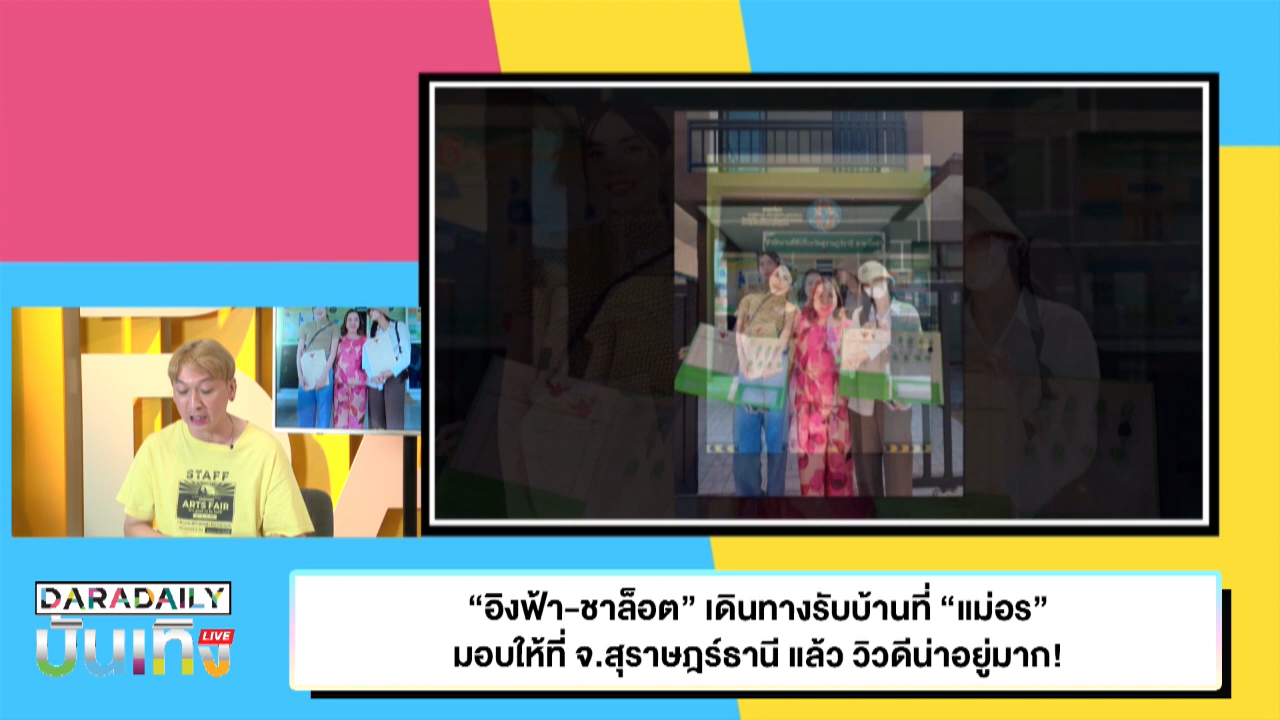 STAFF
ARTS FAIR
DARADAILY
บันเทิง
LIVE
“อิงฟ้า-ชาล็อต” เดินทางรับบ้านที่ “แม่อร”
มอบให้ที่ จ.สุราษฎร์ธานี แล้ว วิวดีน่าอยู่มาก!